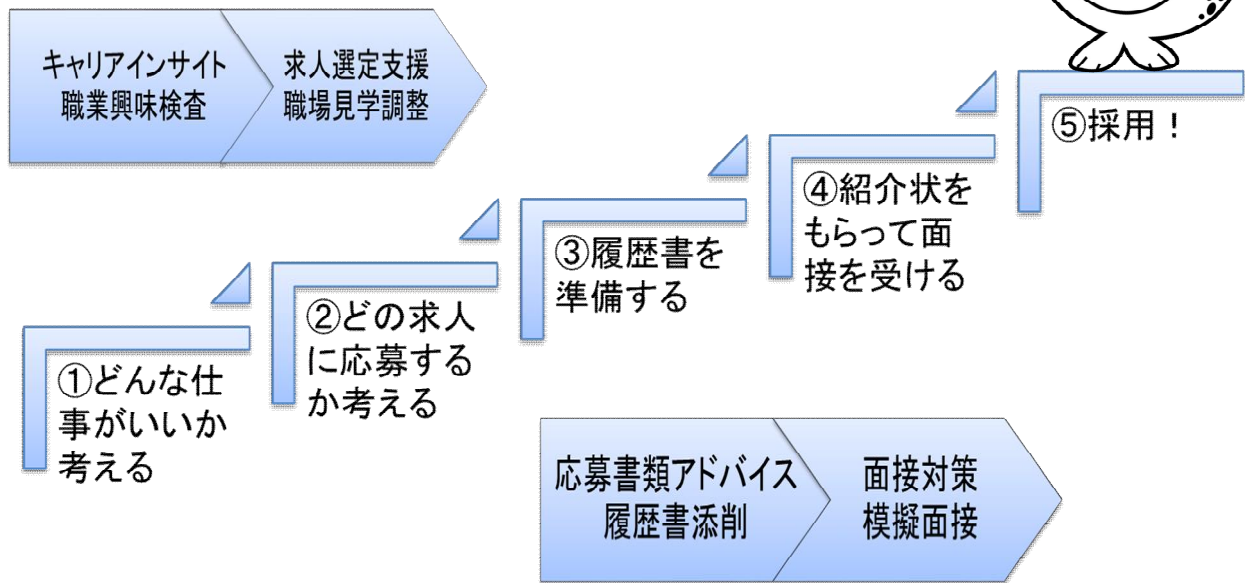 キャリアインサイト
職業興味検査
求人選定支援
職場見学調整
①どんな仕
事がいいか
考える
②どの求人
に応募する
か考える
③履歴書を
準備する
④紹介状を
もらって面
接を受ける
⑤採用！
応募書類アドバイス
履歴書添削
面接対策
模擬面接